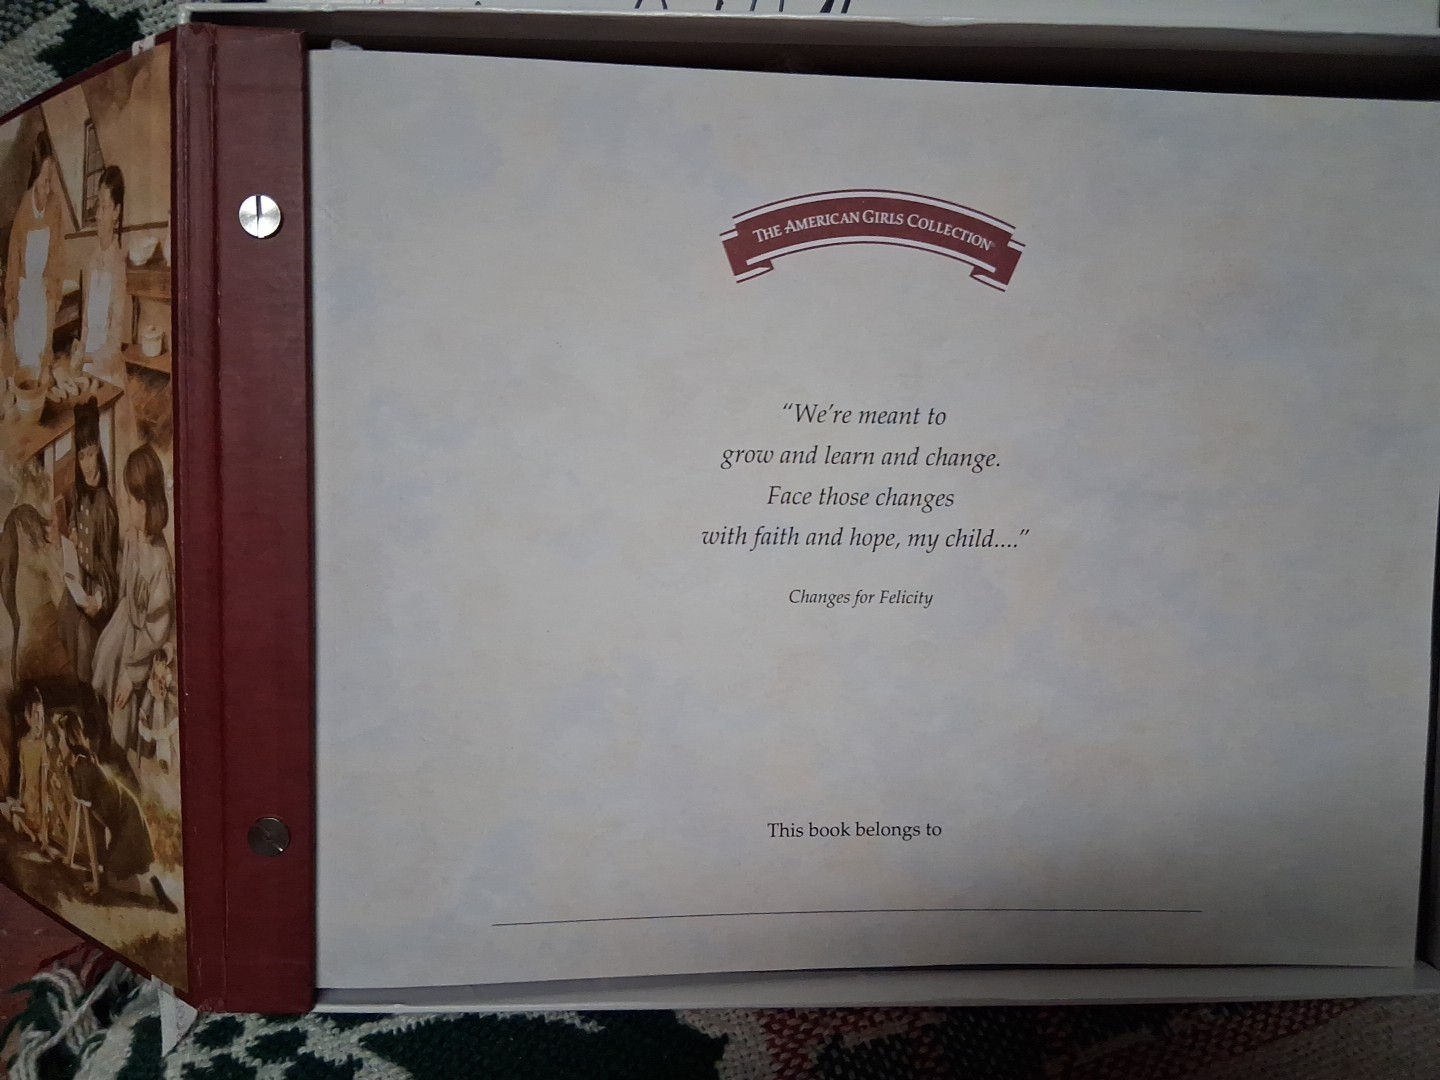 THE AMERICAN GIRLS COLLECTION®
“We’re meant to
grow and learn and change.
Face those changes
with faith and hope, my child....”
Changes for Felicity
This book belongs to